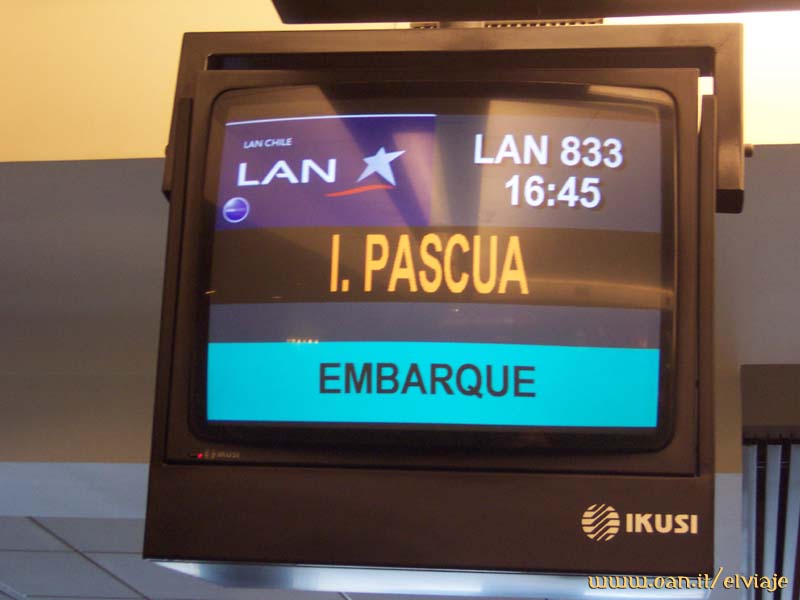 LAN CHILE
LAN
LAN 833
16:45
I. PASCUA
EMBARQUE
IKUSI
IKUSI
www.oan.it/elviaje